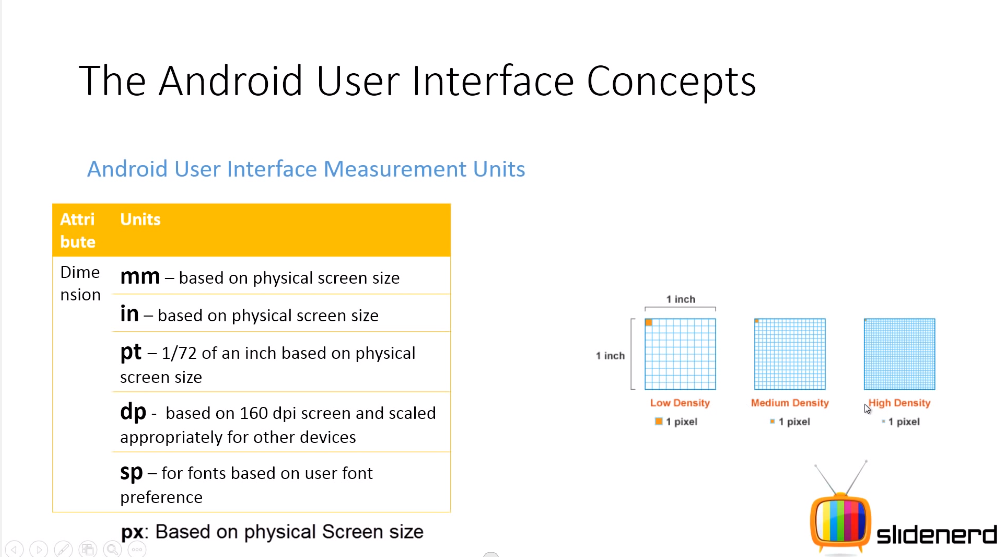 The Android User Interface Concepts
Android User Interface Measurement Units
Attri
bute
Units
Dime
nsion
mm – based on physical screen size
in – based on physical screen size
pt – 1/72 of an inch based on physical
screen size
dp - based on 160 dpi screen and scaled
appropriately for other devices
sp – for fonts based on user font
preference
px: Based on physical Screen size
1 inch
1 inch
Low Density
Medium Density
High Density
1 pixel
1 pixel
1 pixel
slidenerd